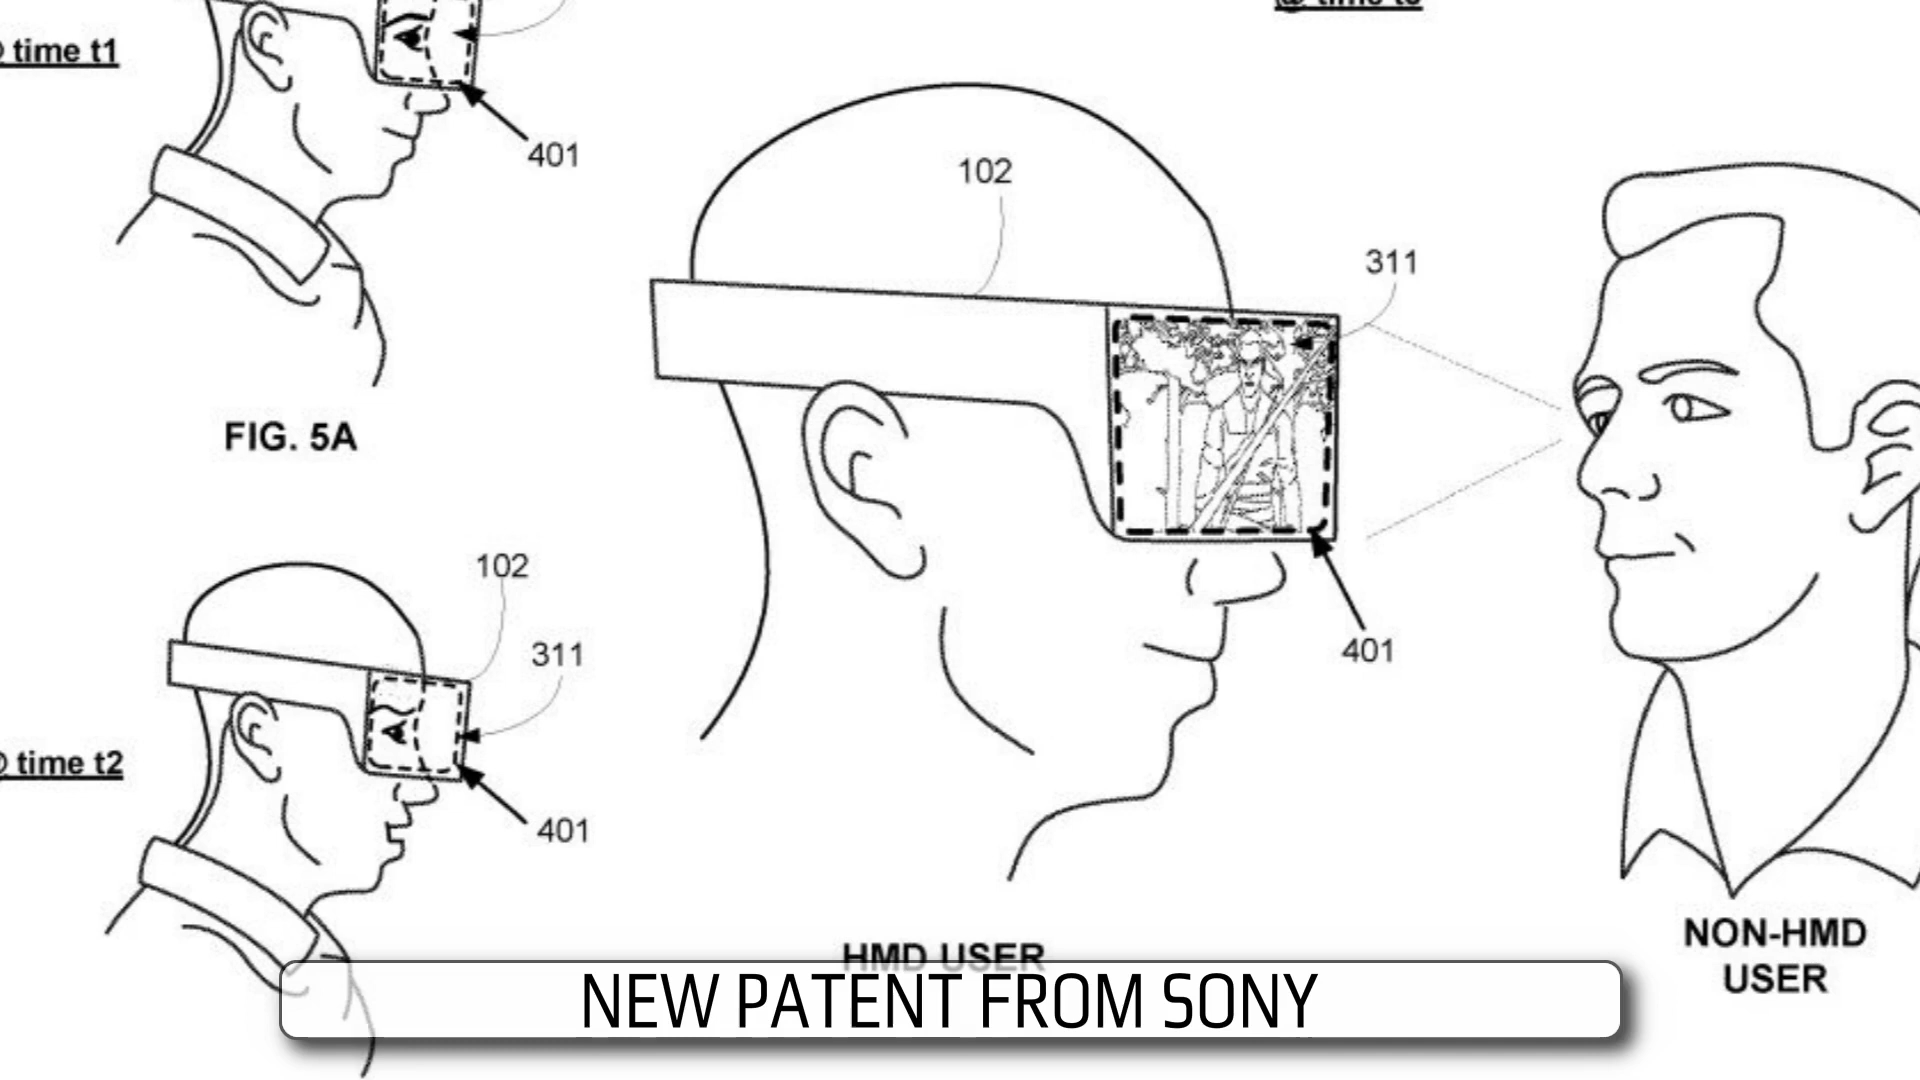 time t1
401
FIG. 5A
102
311
401
time t2
102
311
401
HMD USER
NON-HMD
USER
NEW PATENT FROM SONY